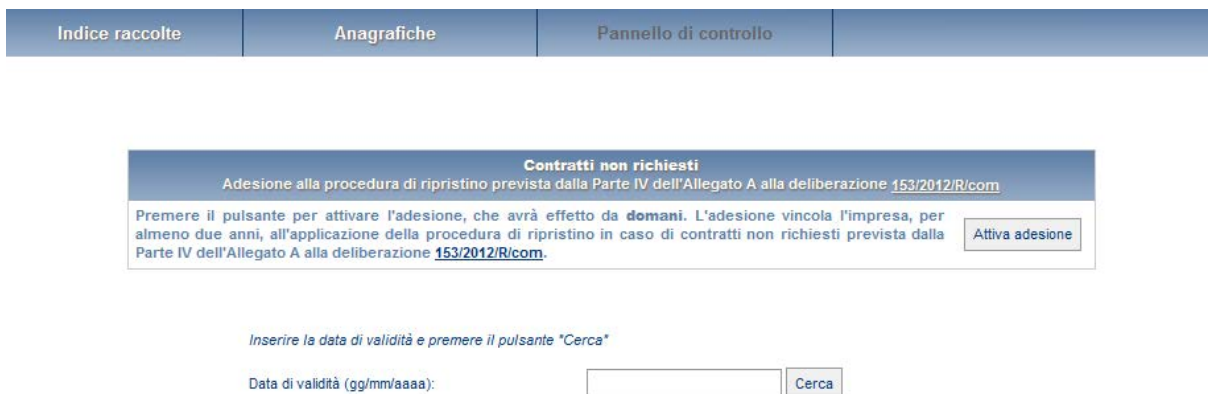 Indice raccolte Anagrafiche Pannello di controllo
Contratti non richiesti
Adesione alla procedura di ripristino prevista dalla Parte IV dell'Allegato A alla deliberazione 153/2012/R/com
Premere il pulsante per attivare l'adesione, che avrà effetto da domani. L'adesione vincola l'impresa, per
almeno due anni, all'applicazione della procedura di ripristino in caso di contratti non richiesti prevista dalla
Parte IV dell'Allegato A alla deliberazione 153/2012/R/com.
Attiva adesione
Inserire la data di validità e premere il pulsante "Cerca"
Data di validità (gg/mm/aaaa): Cerca